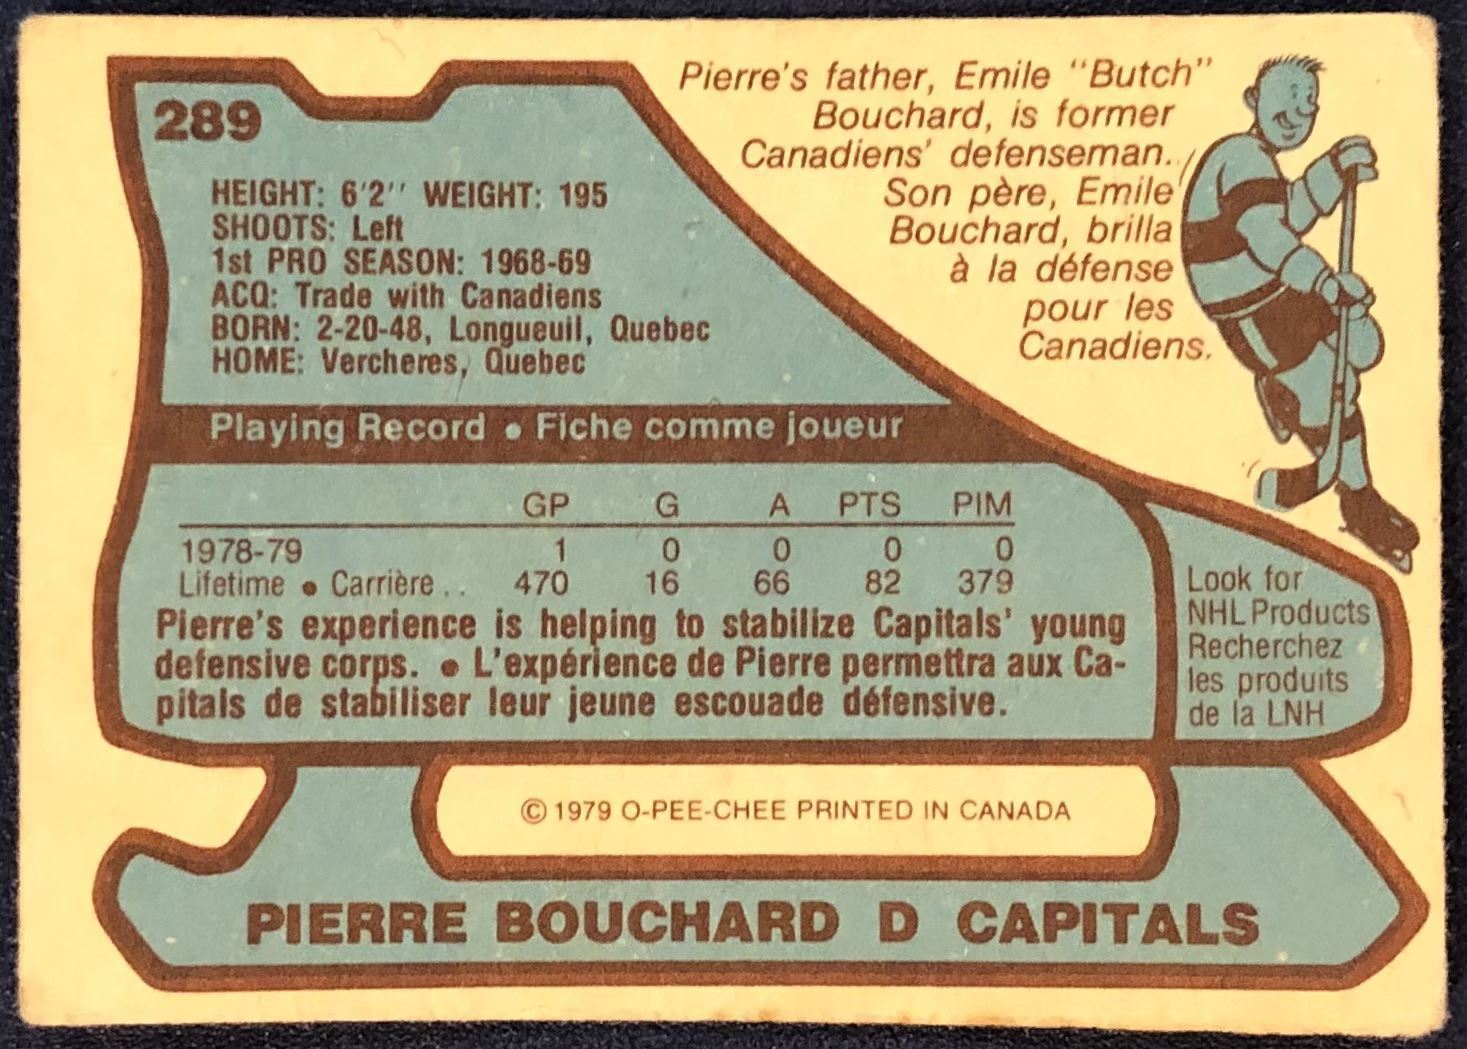 289
HEIGHT: 6'2'' WEIGHT: 195
SHOOTS: Left
1st PRO SEASON: 1968-69
ACQ: Trade with Canadiens
BORN: 2-20-48, Longueuil, Quebec
HOME: Vercheres, Quebec
Pierre's father, Emile "Butch"
Bouchard, is former
Canadiens' defenseman.
Son père, Emile
Bouchard, brilla
à la défense
pour les
Canadiens.
Playing Record • Fiche comme joueur
GP G A PTS PIM
1978-79 1 0 0 0 0
Lifetime • Carrière .. 470 16 66 82 379
Pierre's experience is helping to stabilize Capitals' young
defensive corps. • L'expérience de Pierre permettra aux Ca-
pitals de stabiliser leur jeune escouade défensive.
Look for
NHL Products
Recherchez
les produits
de la LNH
© 1979 O-PEE-CHEE PRINTED IN CANADA
PIERRE BOUCHARD D CAPITALS